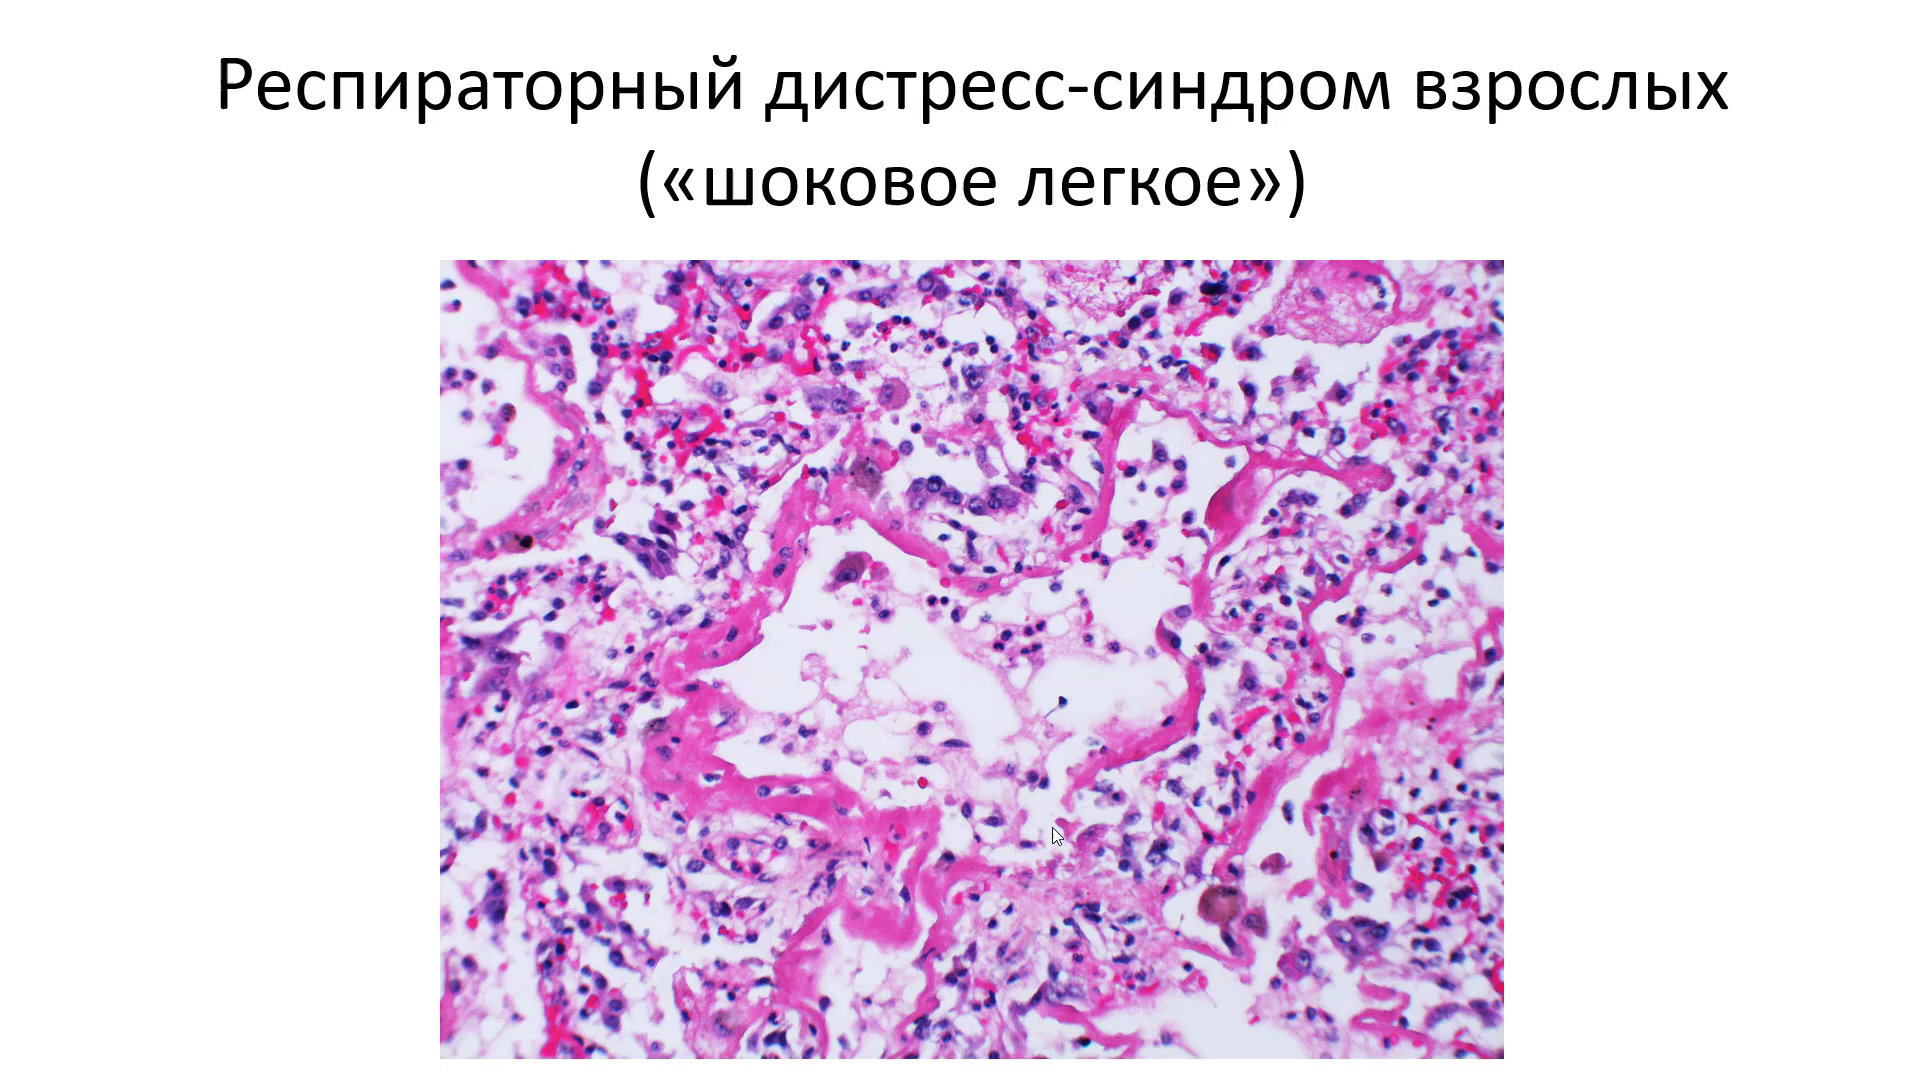 Респираторный дистресс-синдром взрослых
(«шоковое легкое»)